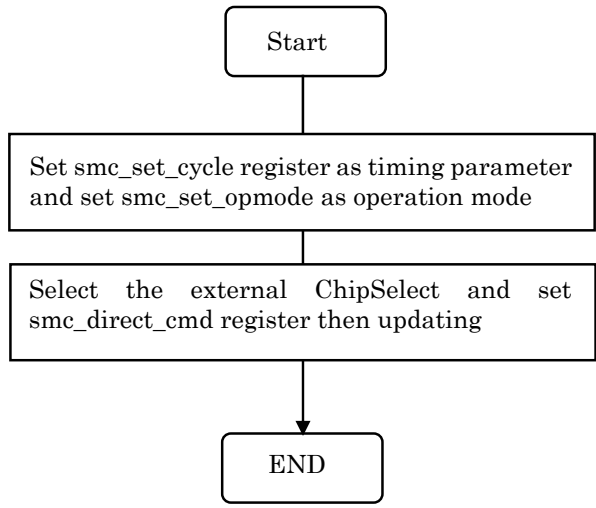 Start
Set smc_set_cycle register as timing parameter
and set smc_set_opmode as operation mode
Select the external ChipSelect and set
smc_direct_cmd register then updating
END